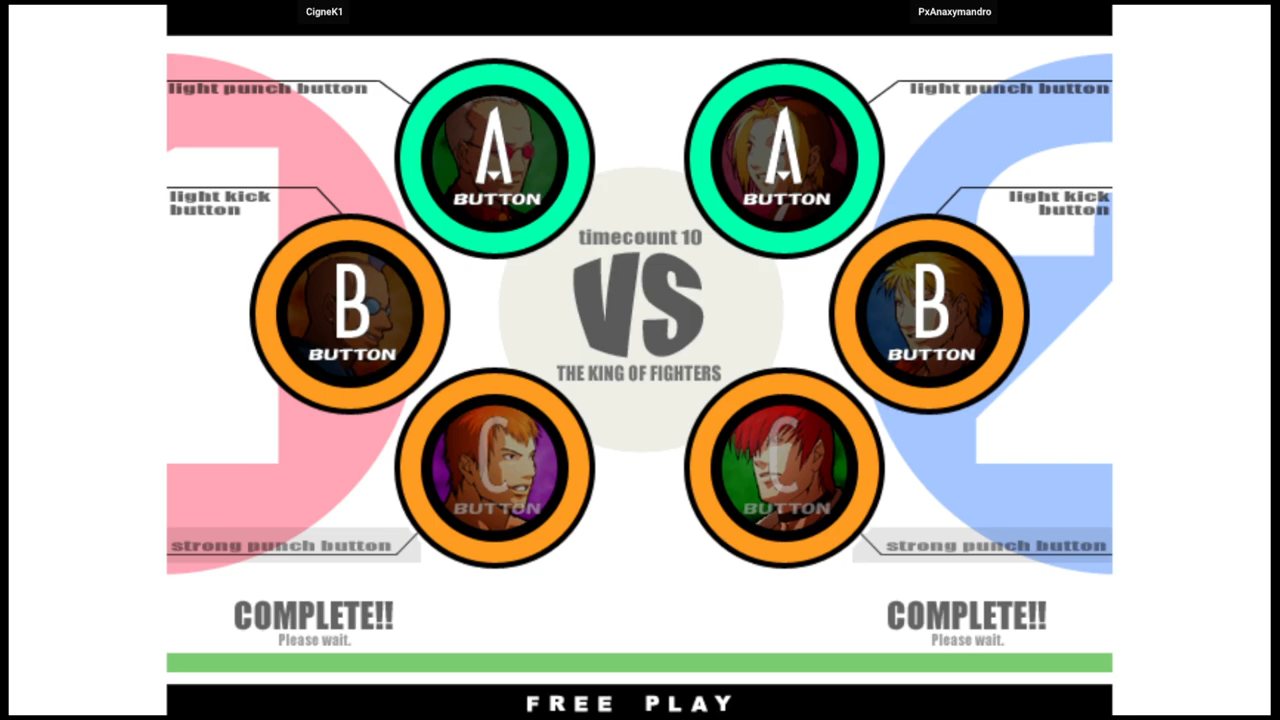 CigneK1
PxAnaxymandro
light punch button
A
BUTTON
A
BUTTON
light punch button
light kick
button
B
BUTTON
timecount 10
VS
THE KING OF FIGHTERS
light kick
button
B
BUTTON
1
2
C
BUTTON
C
BUTTON
strong punch button
strong punch button
COMPLETE!!
Please wait.
COMPLETE!!
Please wait.
FREE PLAY